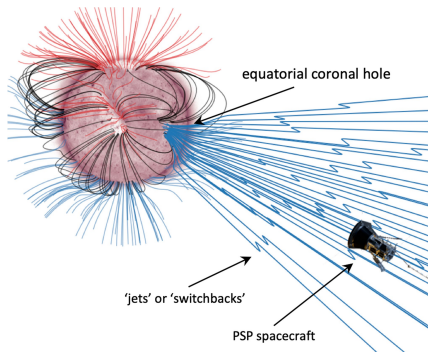 equatorial coronal hole
'jets' or 'switchbacks'
PSP spacecraft